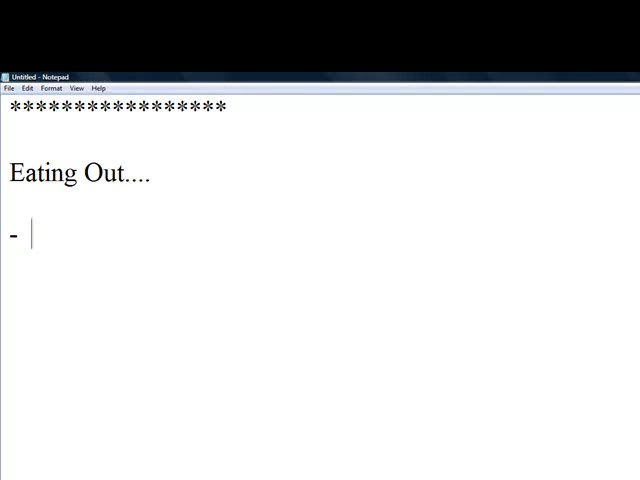 Untitled - Notepad
File Edit Format View Help
*****************
Eating Out....
-